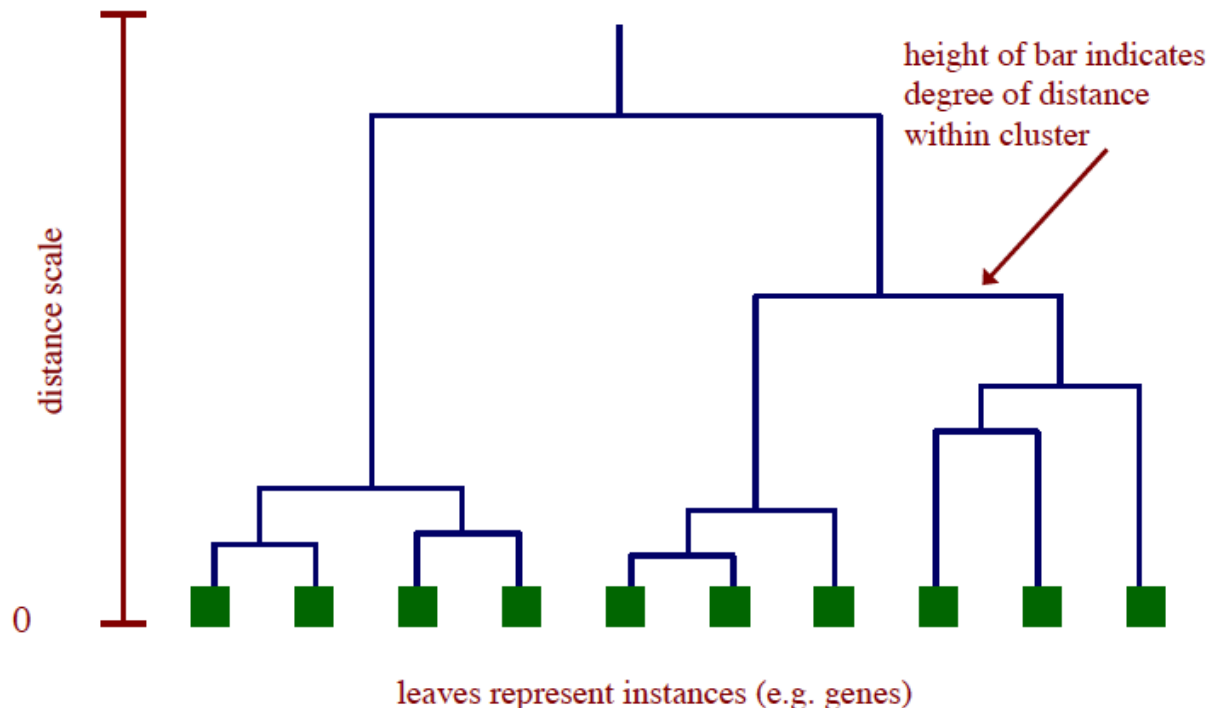 height of bar indicates
degree of distance
within cluster
distance scale
0
leaves represent instances (e.g. genes)